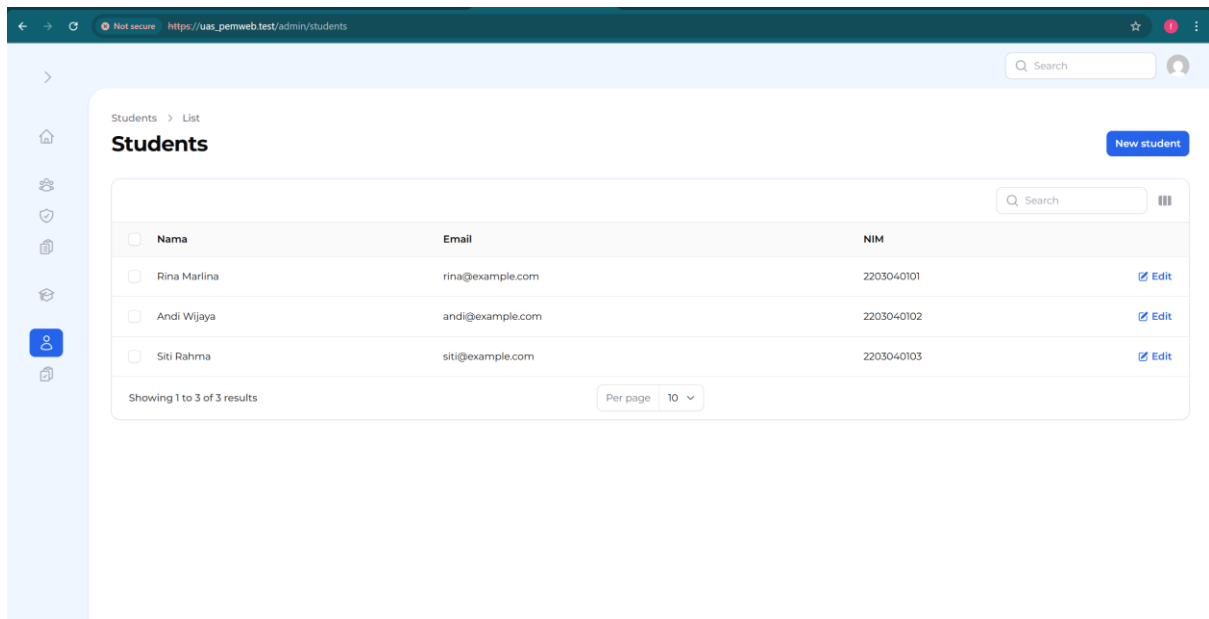 Not secure https://uas_pemweb.test/admin/students
Search
Students > List
Students
New student
Search
Nama Email NIM
Rina Marlina rina@example.com 2203040101 Edit
Andi Wijaya andi@example.com 2203040102 Edit
Siti Rahma siti@example.com 2203040103 Edit
Showing 1 to 3 of 3 results Per page 10